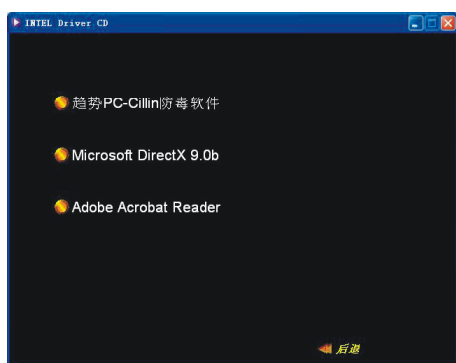 INTEL Driver CD
趋势PC-Cillin防毒软件
Microsoft DirectX 9.0b
Adobe Acrobat Reader
后退